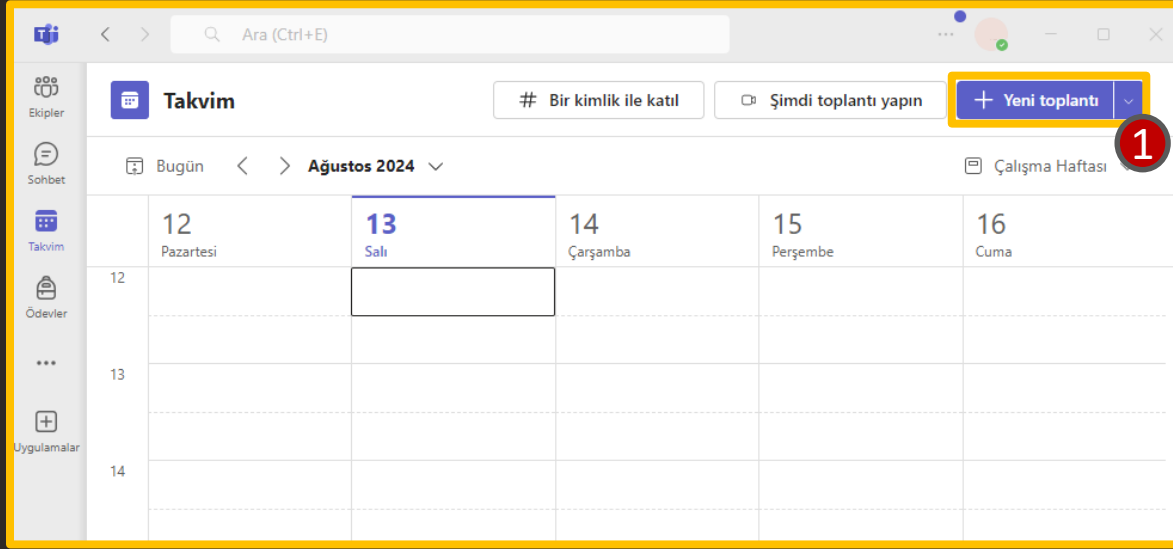 Ara (Ctrl+E)
Ekipler
Sohbet
Takvim
Ödevler
Uygulamalar
Takvim
# Bir kimlik ile katıl
Şimdi toplantı yapın
+ Yeni toplantı
1
Bugün
Ağustos 2024
Çalışma Haftası
12 13 14 15 16
Pazartesi Salı Çarşamba Perşembe Cuma
12
13
14